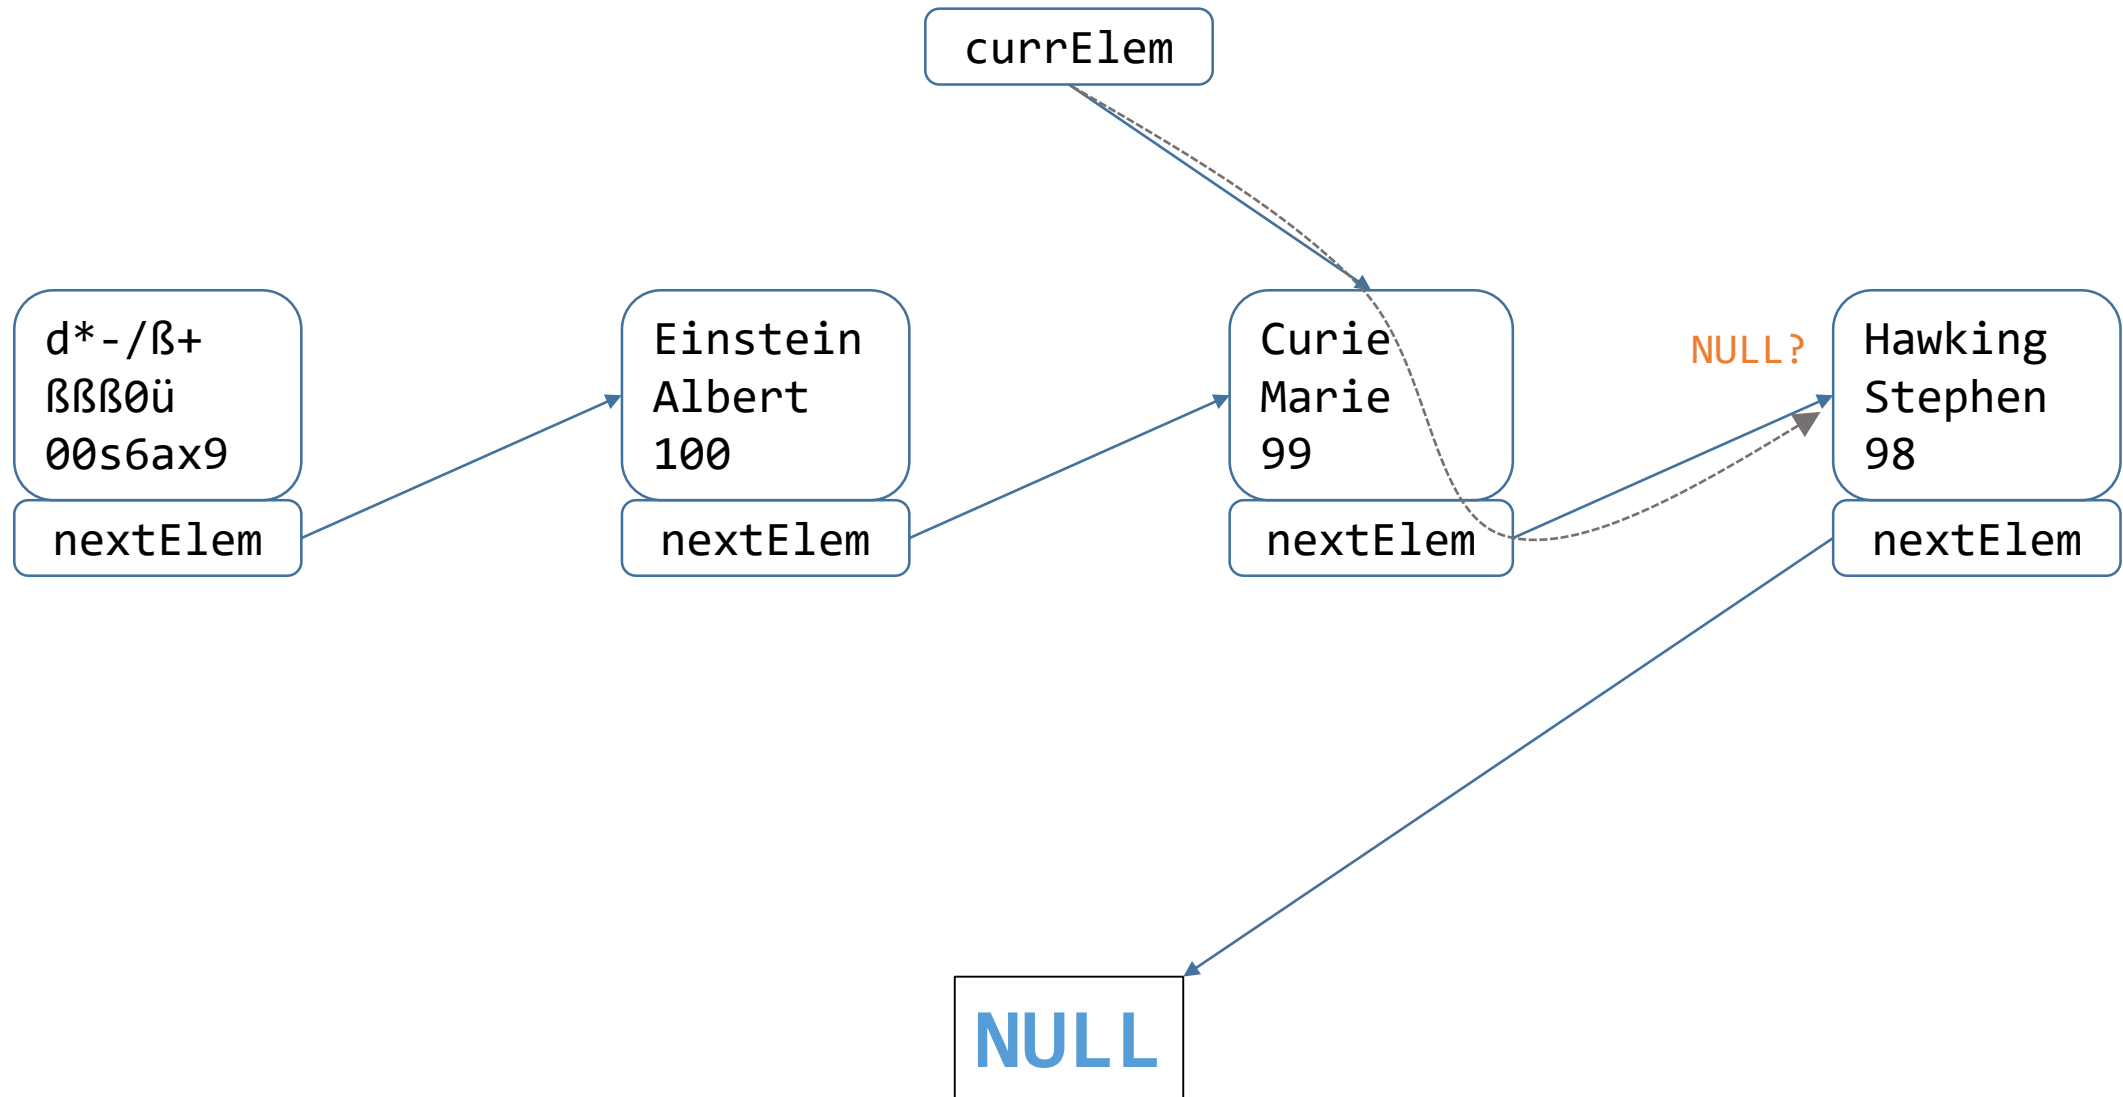 currElem
d*-/ß+
ßßß0ü
00s6ax9
nextElem
Einstein
Albert
100
nextElem
Curie
Marie
99
nextElem
NULL?
Hawking
Stephen
98
nextElem
NULL